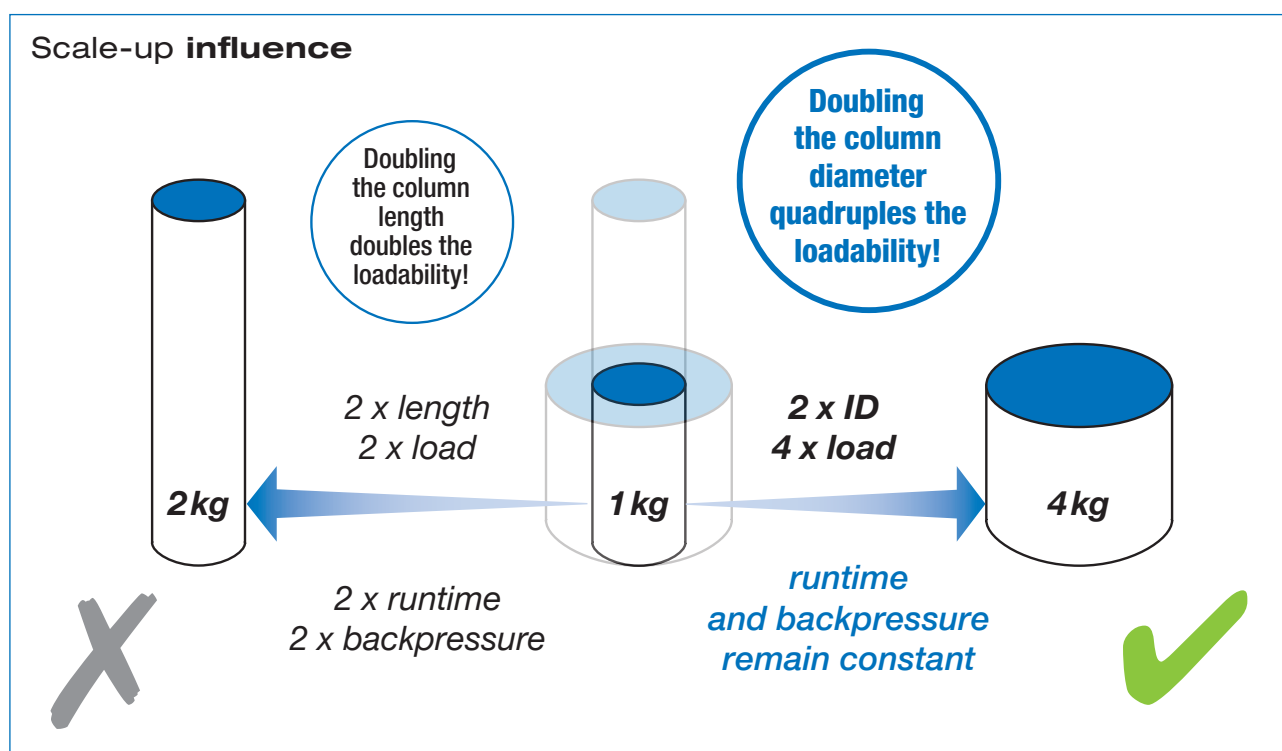 Scale-up influence
Doubling
the column
length
doubles the
loadability!
Doubling
the column
diameter
quadruples the
loadability!
2 x length
2 x load
2 x ID
4 x load
2 kg
1 kg
4 kg
2 x runtime
2 x backpressure
runtime
and backpressure
remain constant